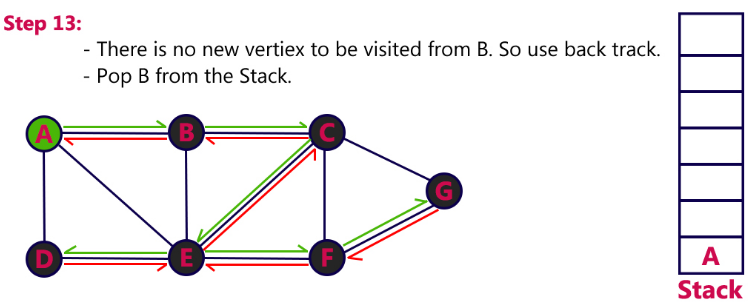 Step 13:
- There is no new vertiex to be visited from B. So use back track.
- Pop B from the Stack.
A B C
G
D E F
A
Stack